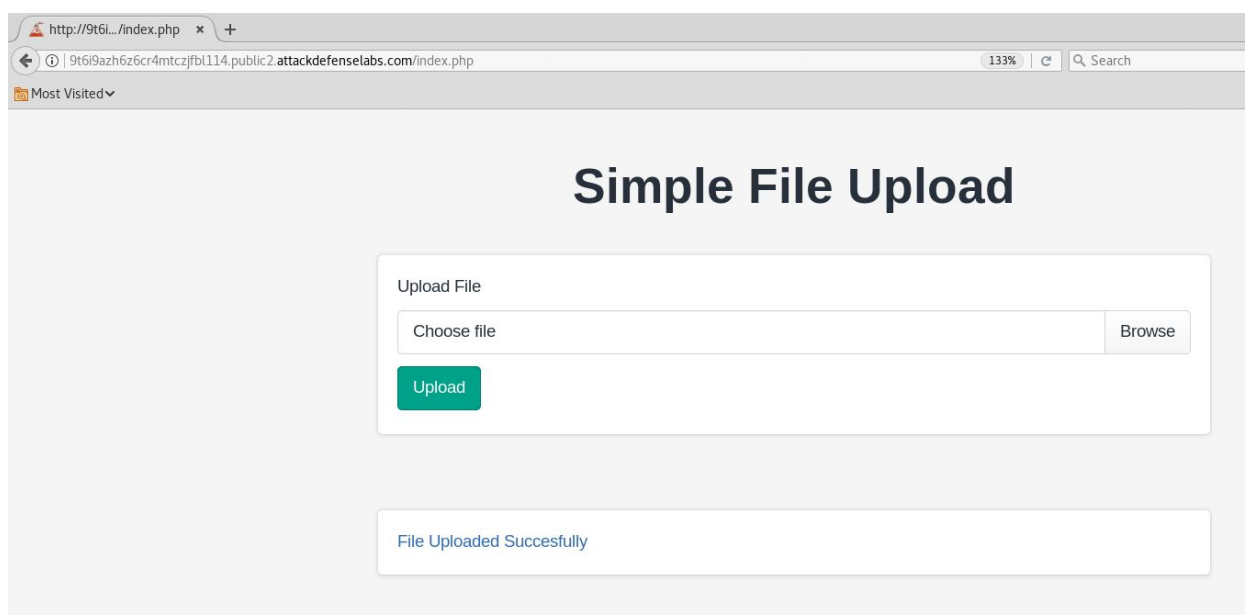 http://9t6i.../index.php × +
9t6i9azh6z6cr4mtczjfbl114.public2.attackdefenselabs.com/index.php 133% Search
Most Visited
Simple File Upload
Upload File
Choose file Browse
Upload
File Uploaded Succesfully